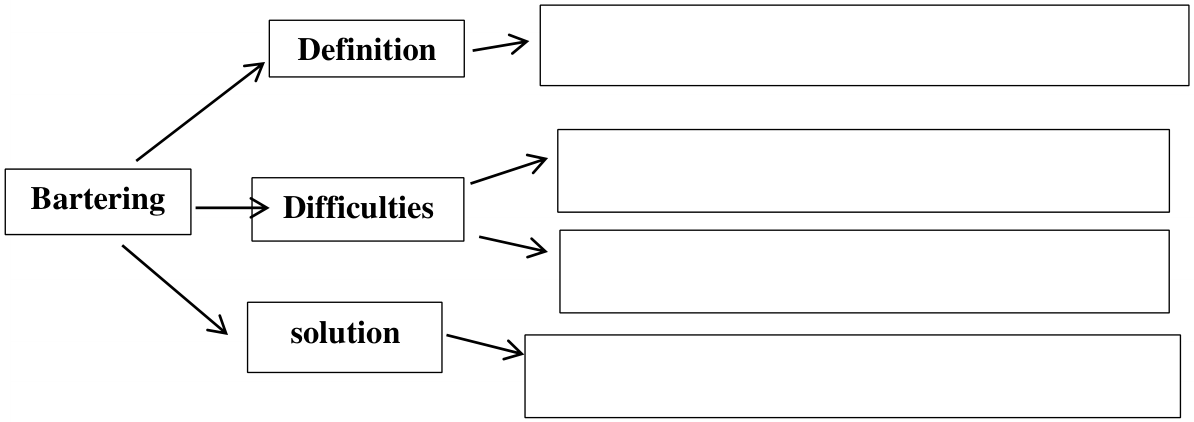 Definition
Bartering
Difficulties
solution